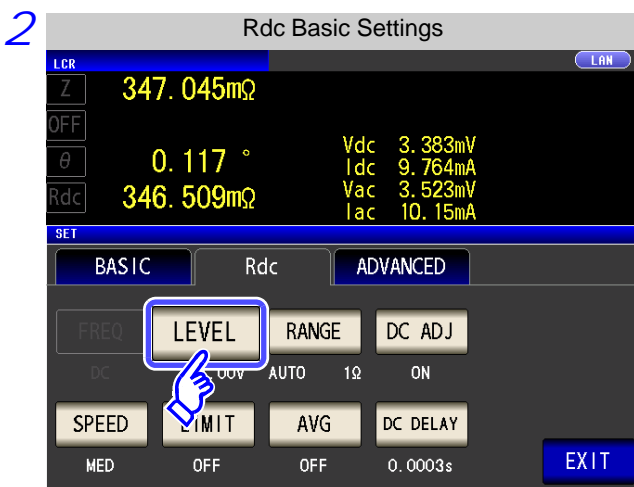 2
Rdc Basic Settings
LCR LAN
Z 347.045mΩ
OFF
Vdc 3.383mV
θ 0.117 ° Idc 9.764mA
Rdc 346.509mΩ Vac 3.523mV
Iac 10.15mA
SET
BASIC Rdc ADVANCED
FREQ LEVEL RANGE DC ADJ
DC AUTO 1Ω ON
SPEED LIMIT AVG DC DELAY
MED OFF OFF 0.0003s
EXIT